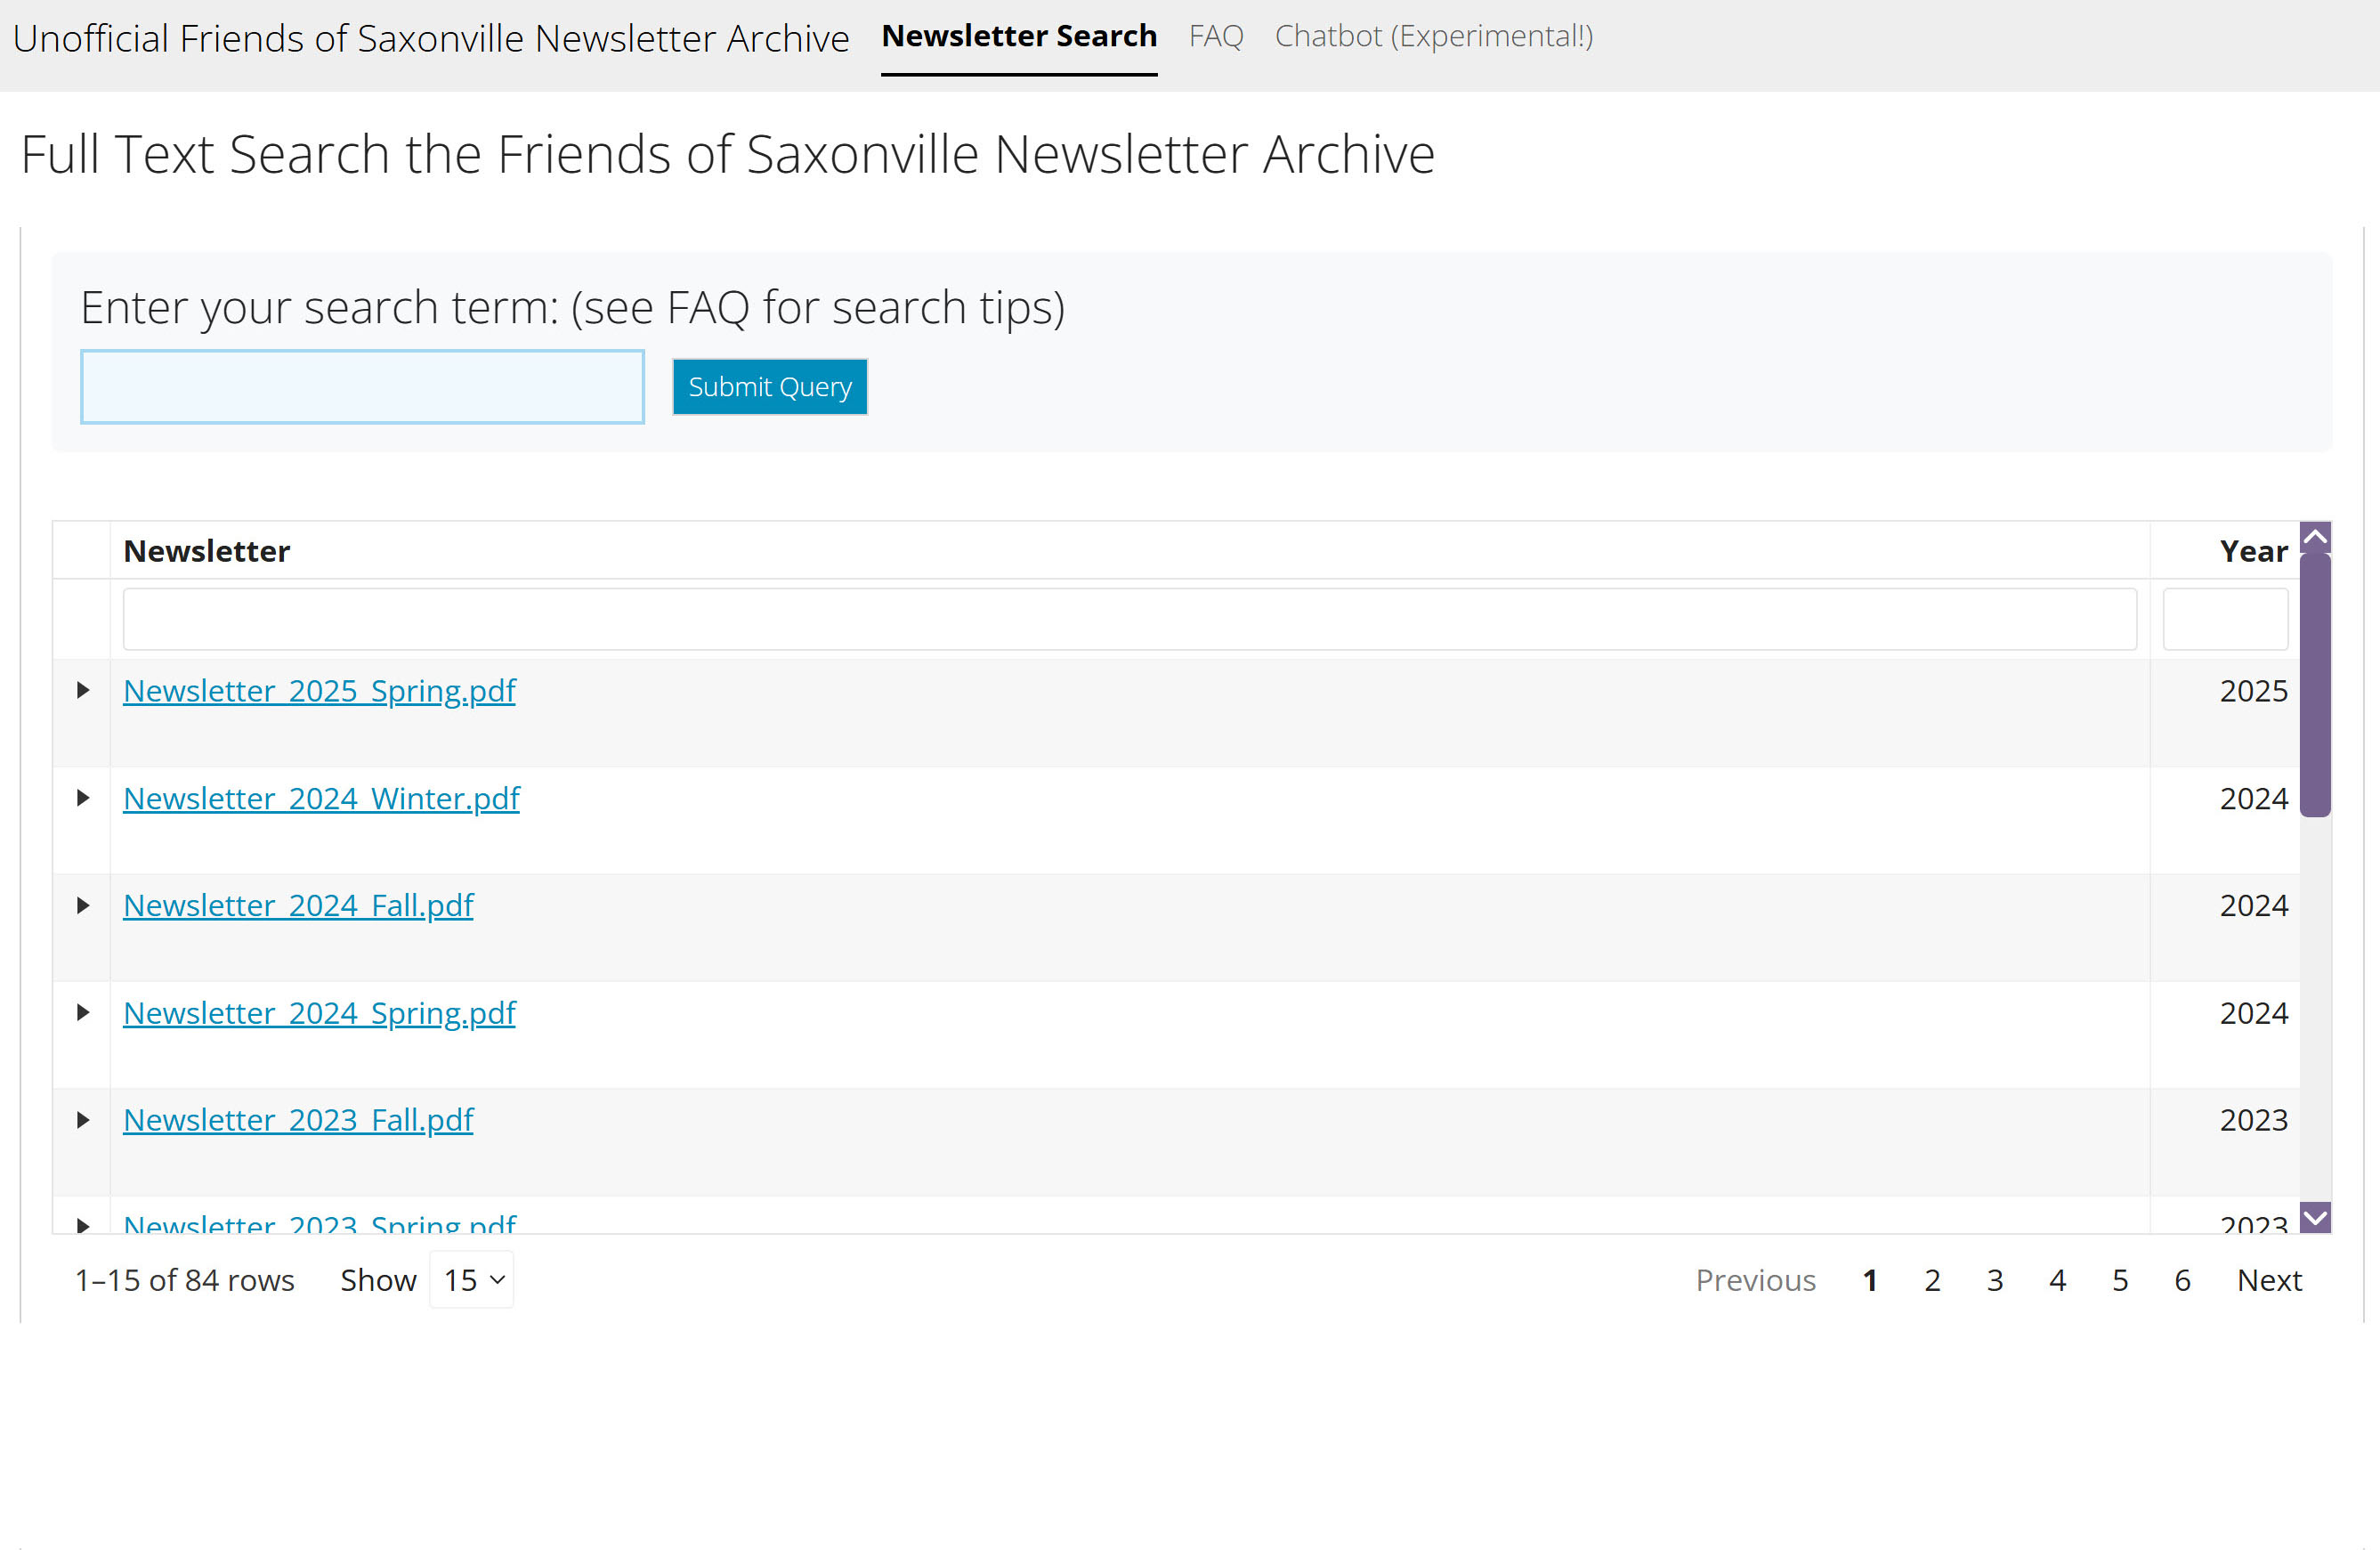 Unofficial Friends of Saxonville Newsletter Archive Newsletter Search FAQ Chatbot (Experimental!)
Full Text Search the Friends of Saxonville Newsletter Archive
Enter your search term: (see FAQ for search tips)
Submit Query
Newsletter Year
Newsletter_2025_Spring.pdf 2025
Newsletter_2024_Winter.pdf 2024
Newsletter_2024_Fall.pdf 2024
Newsletter_2024_Spring.pdf 2024
Newsletter_2023_Fall.pdf 2023
Newsletter_2023_Spring.pdf 2023
1–15 of 84 rows Show 15 Previous 1 2 3 4 5 6 Next